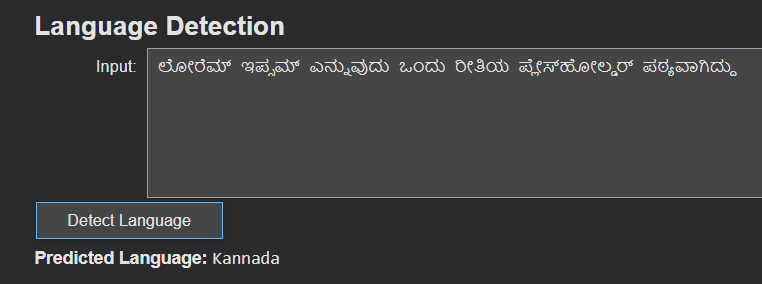 Language Detection
Input: ಲೋರೆಮ್ ಇಪ್ಸಮ್ ಎನ್ನುವುದು ಒಂದು ರೀತಿಯ ಪ್ಲೇಸ್‌ಹೋಲ್ಡರ್ ಪಠ್ಯವಾಗಿದ್ದು
Detect Language
Predicted Language: Kannada